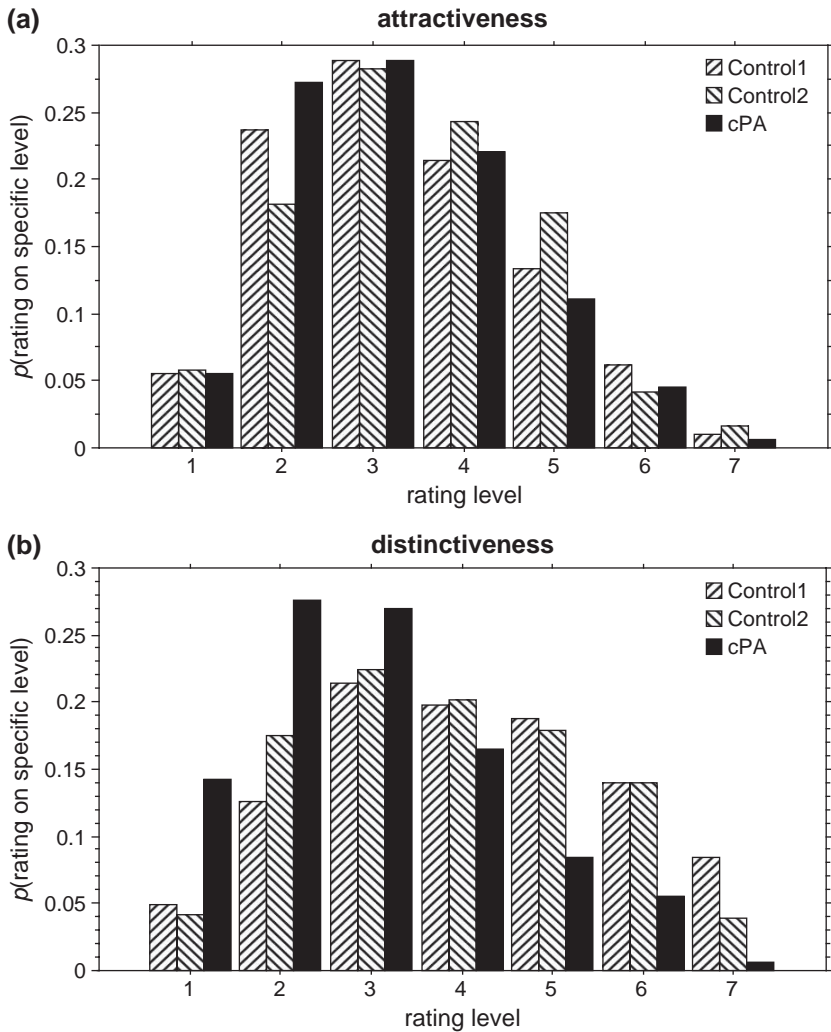 (a)
attractiveness
p(rating on specific level)
0.3
0.25
0.2
0.15
0.1
0.05
0
Control1
Control2
cPA
1 2 3 4 5 6 7
rating level
(b)
distinctiveness
p(rating on specific level)
0.3
0.25
0.2
0.15
0.1
0.05
0
Control1
Control2
cPA
1 2 3 4 5 6 7
rating level